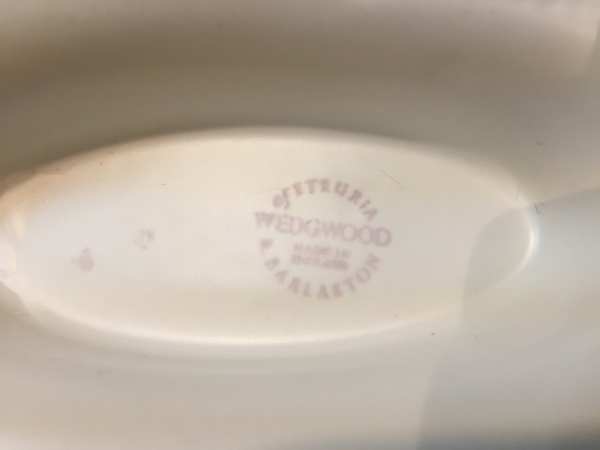 of ETRURIA
WEDGWOOD
MADE IN
ENGLAND
& BARLASTON